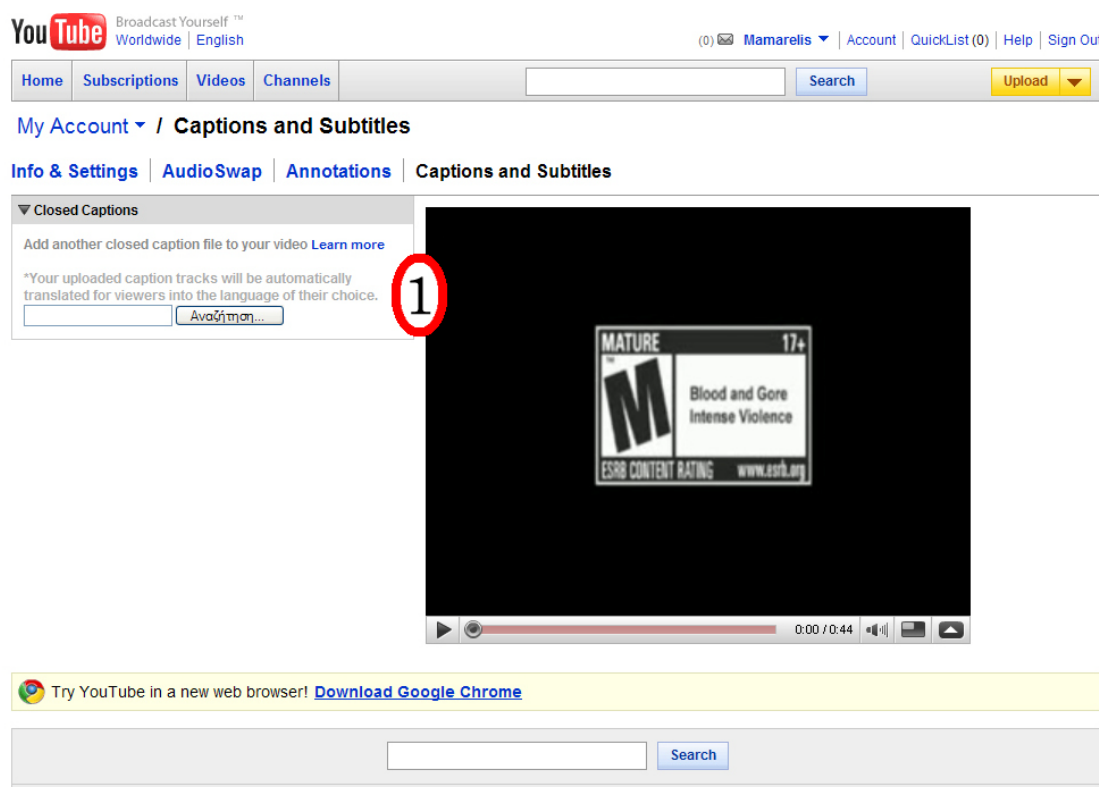 You Tube Broadcast Yourself ™
Worldwide | English
(0) Mamarelis | Account | QuickList (0) | Help | Sign Out
Home Subscriptions Videos Channels Search Upload
My Account / Captions and Subtitles
Info & Settings | AudioSwap | Annotations | Captions and Subtitles
Closed Captions
Add another closed caption file to your video Learn more
*Your uploaded caption tracks will be automatically
translated for viewers into the language of their choice.
Αναζήτηση...
1
MATURE 17+
TM
M
Blood and Gore
Intense Violence
ESRB CONTENT RATING www.esrb.org
0:00 / 0:44
Try YouTube in a new web browser! Download Google Chrome
Search